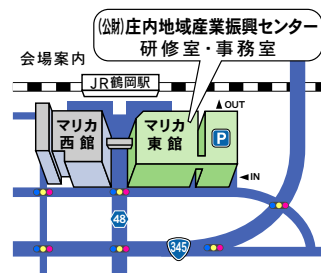 (公財)庄内地域産業振興センター
研修室・事務室
会場案内
JR鶴岡駅
マリカ
西館
マリカ
東館
OUT
P
IN
48
345